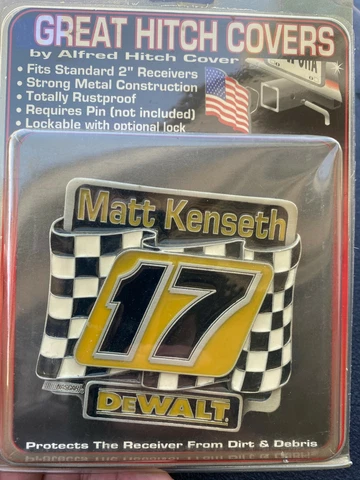 GREAT HITCH COVERS
by Alfred Hitch Cover
• Fits Standard 2" Receivers
• Strong Metal Construction
• Totally Rustproof
• Requires Pin (not included)
• Lockable with optional lock
Matt Kenseth
17
NASCAR
DEWALT
Protects The Receiver From Dirt & Debris